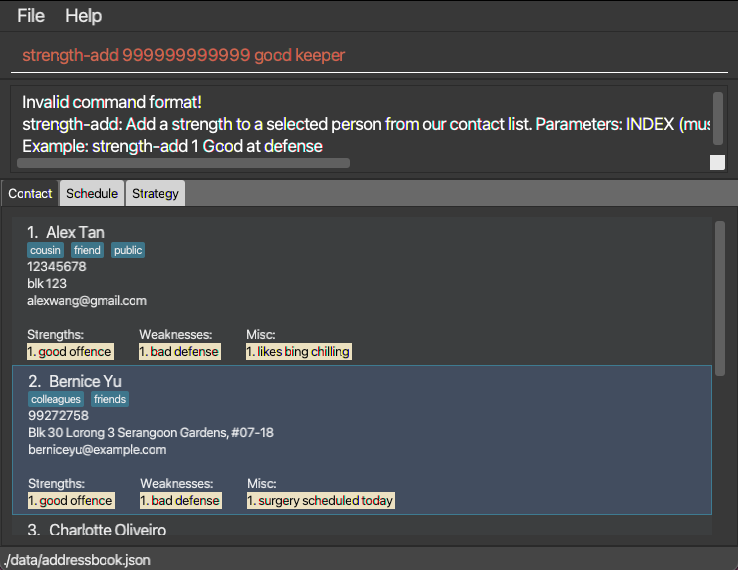 File Help
strength-add 999999999999 good keeper
Invalid command format!
strength-add: Add a strength to a selected person from our contact list. Parameters: INDEX (mus
Example: strength-add 1 Good at defense
Contact Schedule Strategy
1. Alex Tan
cousin friend public
12345678
blk 123
alexwang@gmail.com
Strengths: Weaknesses: Misc:
1. good offence 1. bad defense 1. likes bing chilling
2. Bernice Yu
colleagues friends
99272758
Blk 30 Lorong 3 Serangoon Gardens, #07-18
berniceyu@example.com
Strengths: Weaknesses: Misc:
1. good offence 1. bad defense 1. surgery scheduled today
3. Charlotte Oliveiro
./data/addressbook.json